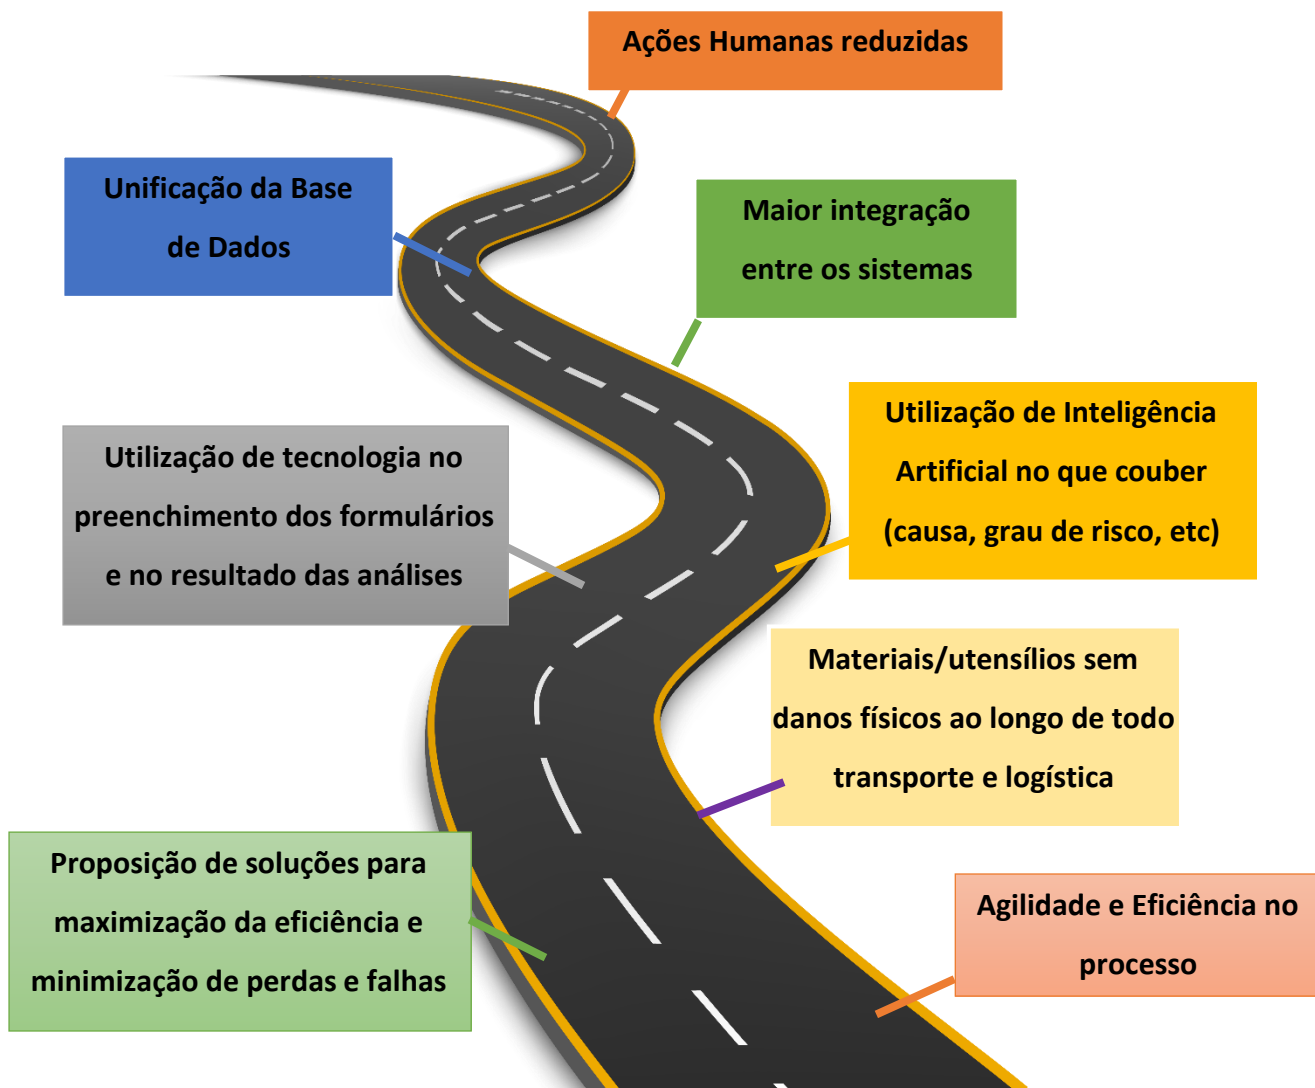 Ações Humanas reduzidas
Unificação da Base
de Dados
Maior integração
entre os sistemas
Utilização de Inteligência
Artificial no que couber
(causa, grau de risco, etc)
Utilização de tecnologia no
preenchimento dos formulários
e no resultado das análises
Materiais/utensílios sem
danos físicos ao longo de todo
transporte e logística
Proposição de soluções para
maximização da eficiência e
minimização de perdas e falhas
Agilidade e Eficiência no
processo